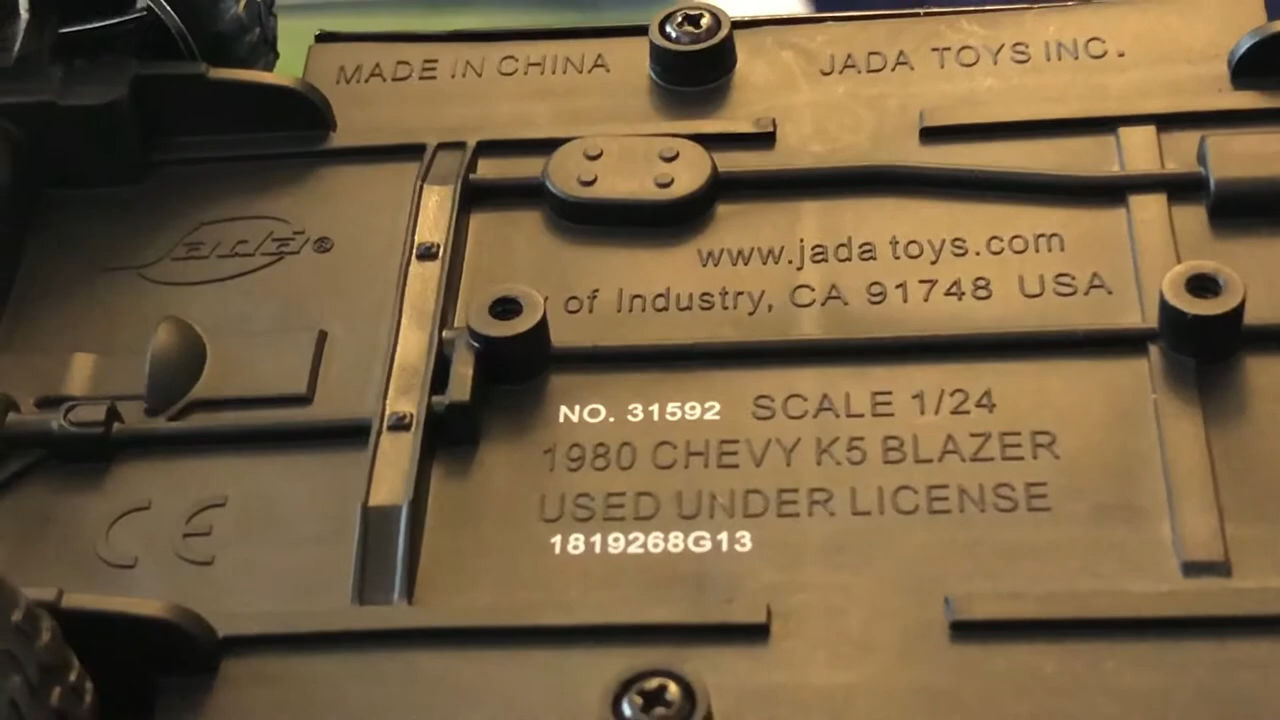 MADE IN CHINA
JADA TOYS INC.
Jada®
www.jada toys.com
of Industry, CA 91748 USA
NO. 31592 SCALE 1/24
1980 CHEVY K5 BLAZER
USED UNDER LICENSE
1819268G13
CE